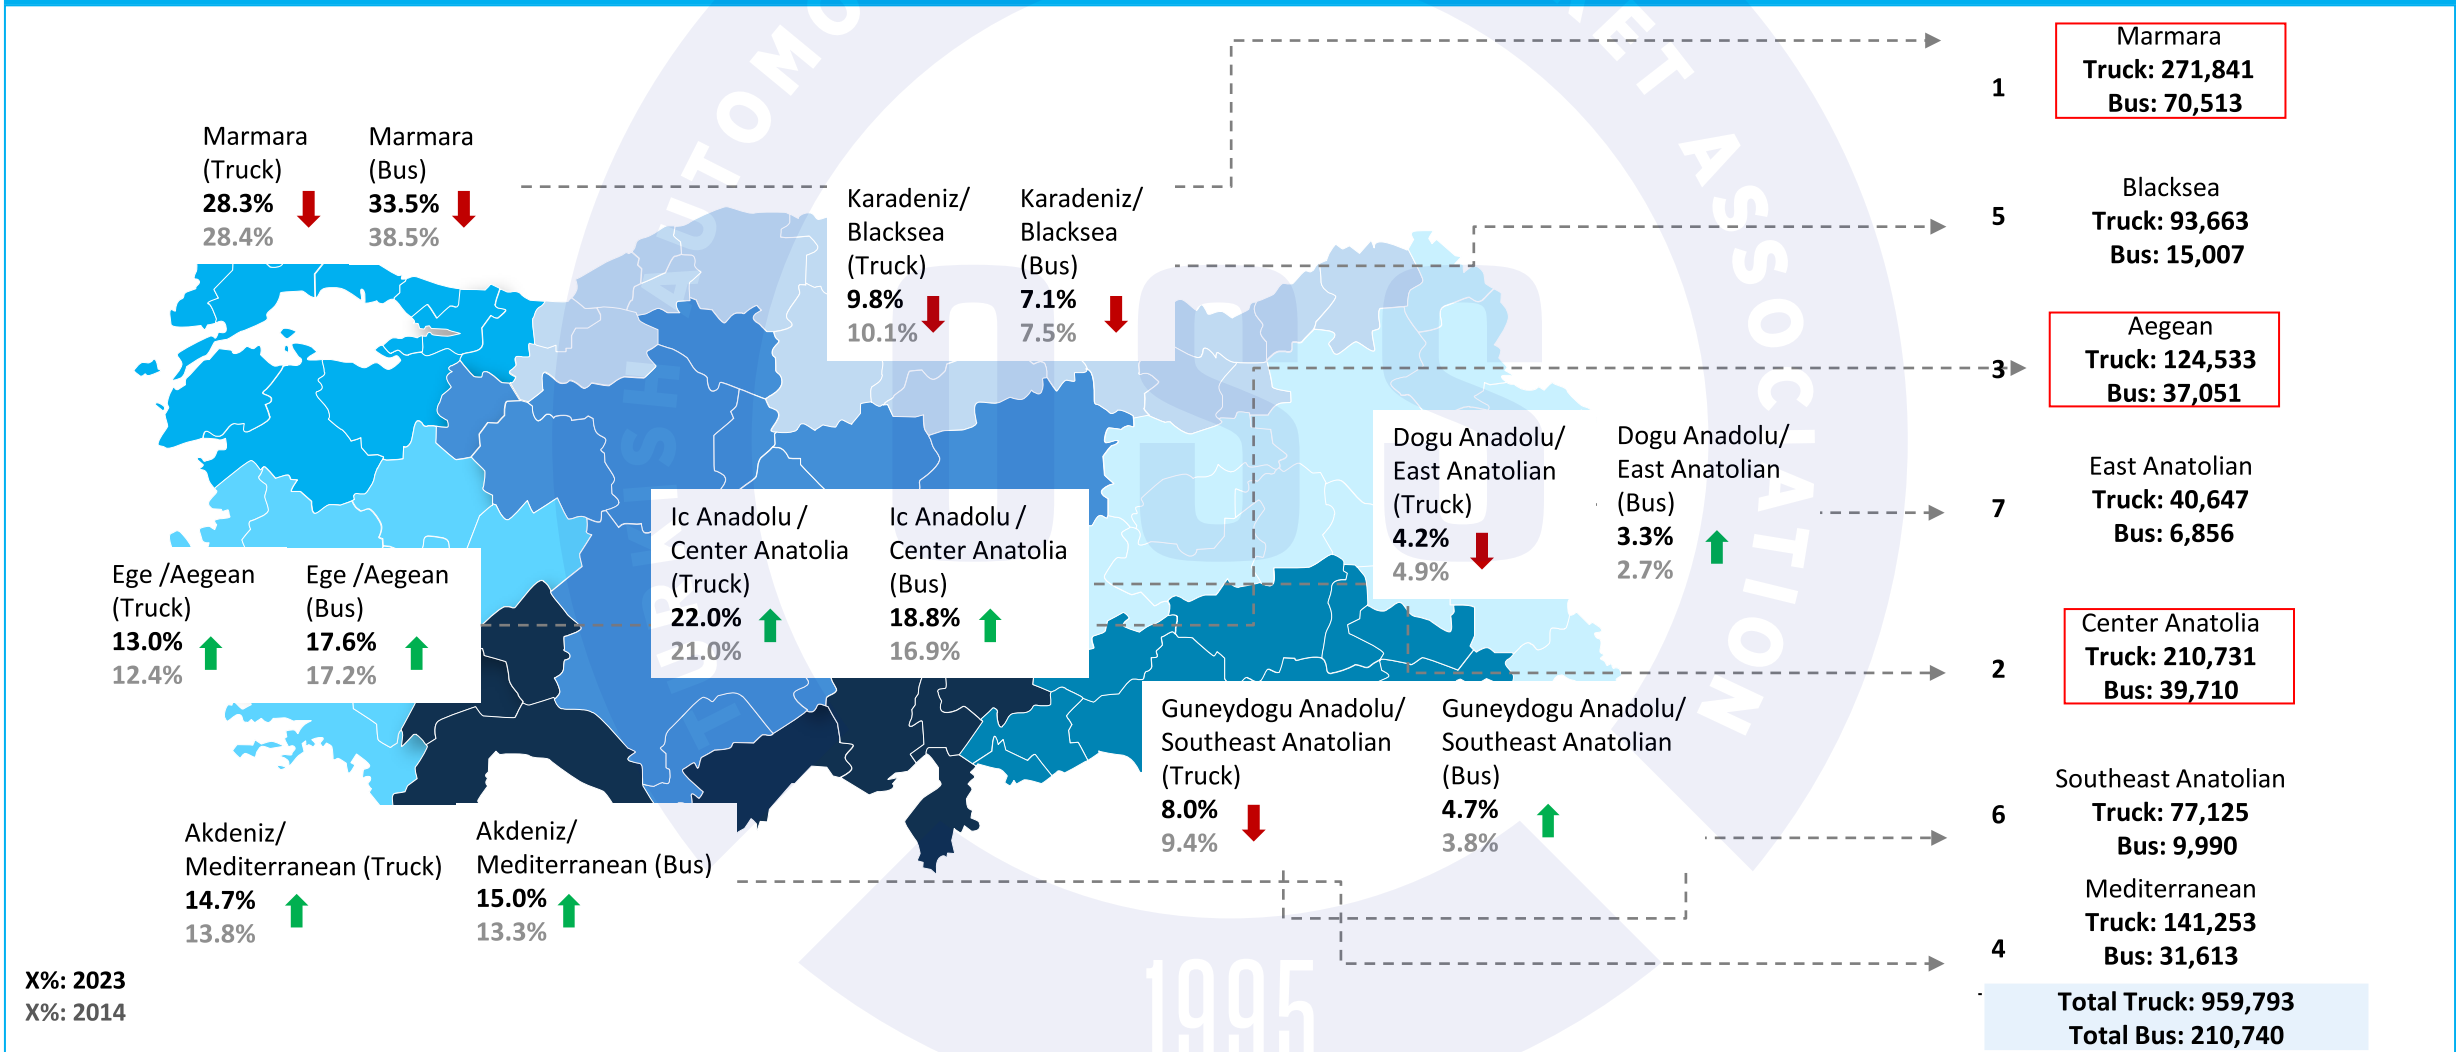 Marmara
(Truck)
28.3%
28.4%
Marmara
(Bus)
33.5%
38.5%
Karadeniz/
Blacksea
(Truck)
9.8%
10.1%
Karadeniz/
Blacksea
(Bus)
7.1%
7.5%
Dogu Anadolu/
East Anatolian
(Truck)
4.2%
4.9%
Dogu Anadolu/
East Anatolian
(Bus)
3.3%
2.7%
Ic Anadolu /
Center Anatolia
(Truck)
22.0%
21.0%
Ic Anadolu /
Center Anatolia
(Bus)
18.8%
16.9%
Ege /Aegean
(Truck)
13.0%
12.4%
Ege /Aegean
(Bus)
17.6%
17.2%
Guneydogu Anadolu/
Southeast Anatolian
(Truck)
8.0%
9.4%
Guneydogu Anadolu/
Southeast Anatolian
(Bus)
4.7%
3.8%
Akdeniz/
Mediterranean (Truck)
14.7%
13.8%
Akdeniz/
Mediterranean (Bus)
15.0%
13.3%
X%: 2023
X%: 2014
1
Marmara
Truck: 271,841
Bus: 70,513
5
Blacksea
Truck: 93,663
Bus: 15,007
3
Aegean
Truck: 124,533
Bus: 37,051
7
East Anatolian
Truck: 40,647
Bus: 6,856
2
Center Anatolia
Truck: 210,731
Bus: 39,710
6
Southeast Anatolian
Truck: 77,125
Bus: 9,990
4
Mediterranean
Truck: 141,253
Bus: 31,613
Total Truck: 959,793
Total Bus: 210,740
OSS
ASSOCIATION
1995